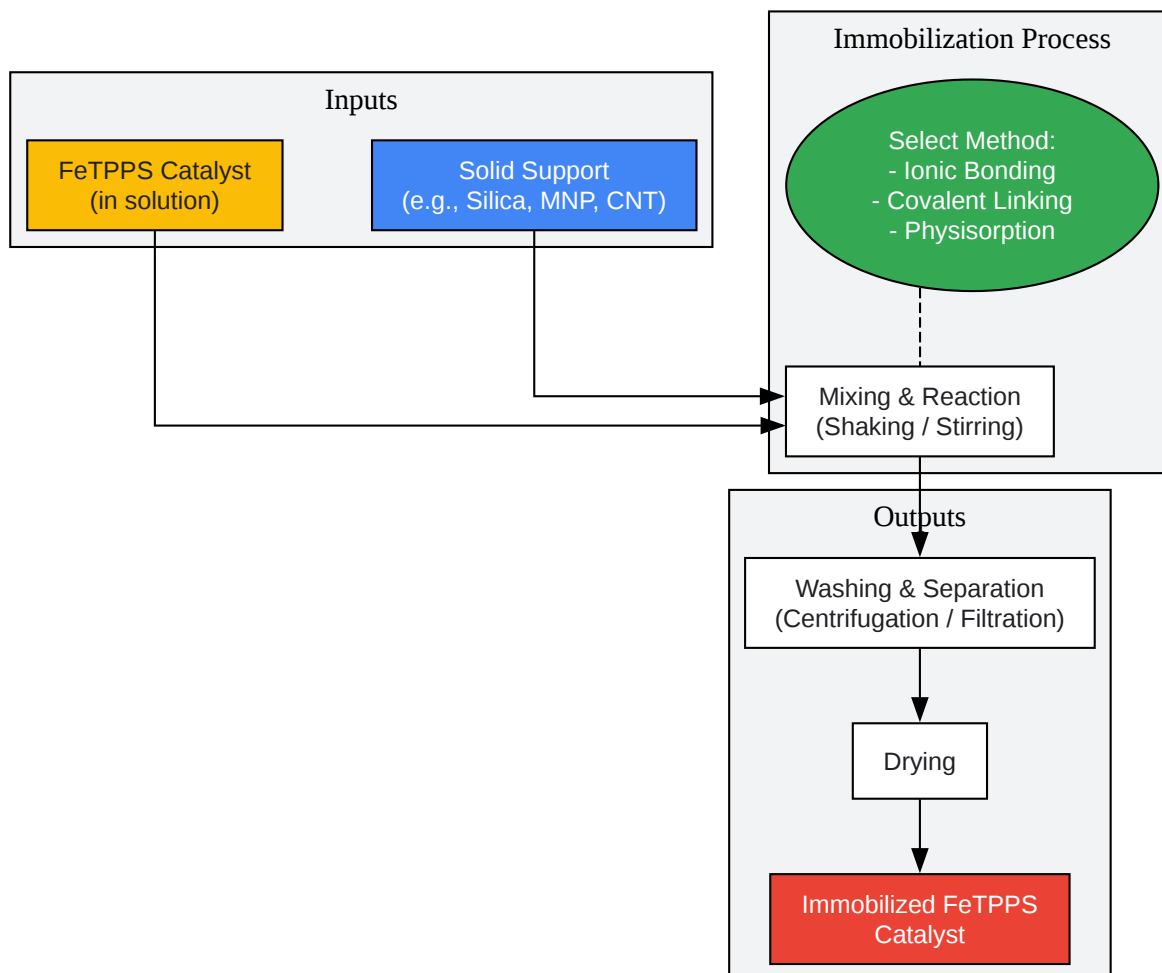 Inputs
FeTPPS Catalyst
(in solution)
Solid Support
(e.g., Silica, MNP, CNT)
Immobilization Process
Select Method:
- Ionic Bonding
- Covalent Linking
- Physisorption
Mixing & Reaction
(Shaking / Stirring)
Outputs
Washing & Separation
(Centrifugation / Filtration)
Drying
Immobilized FeTPPS
Catalyst